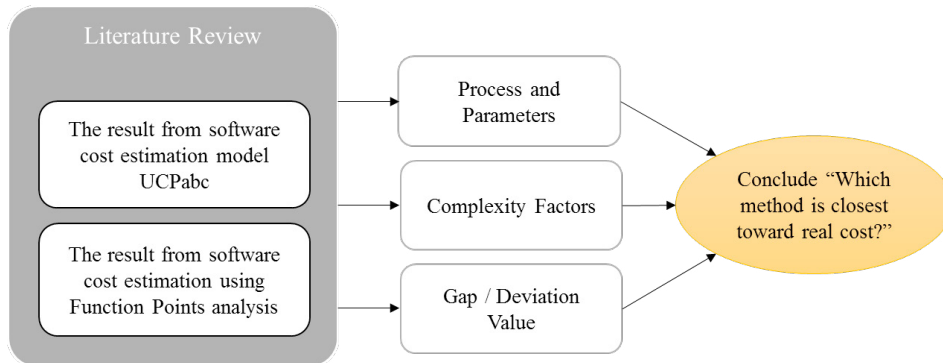 Literature Review
The result from software
cost estimation model
UCPabc
The result from software
cost estimation using
Function Points analysis
Process and
Parameters
Complexity Factors
Gap / Deviation
Value
Conclude “Which
method is closest
toward real cost?”